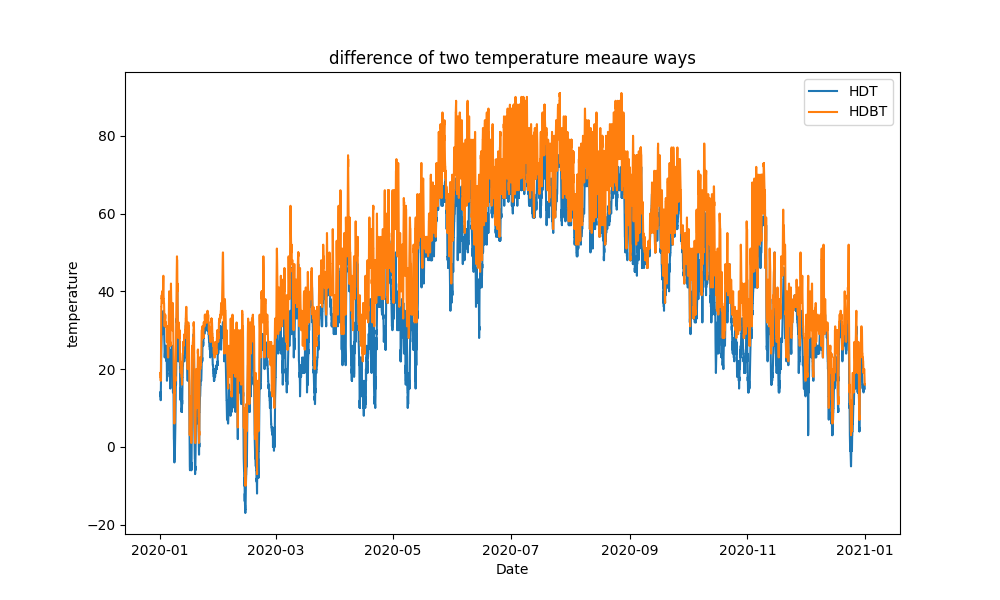 difference of two temperature meaure ways
HDT
HDBT
temperature
80
60
40
20
0
−20
2020-01 2020-03 2020-05 2020-07 2020-09 2020-11 2021-01
Date